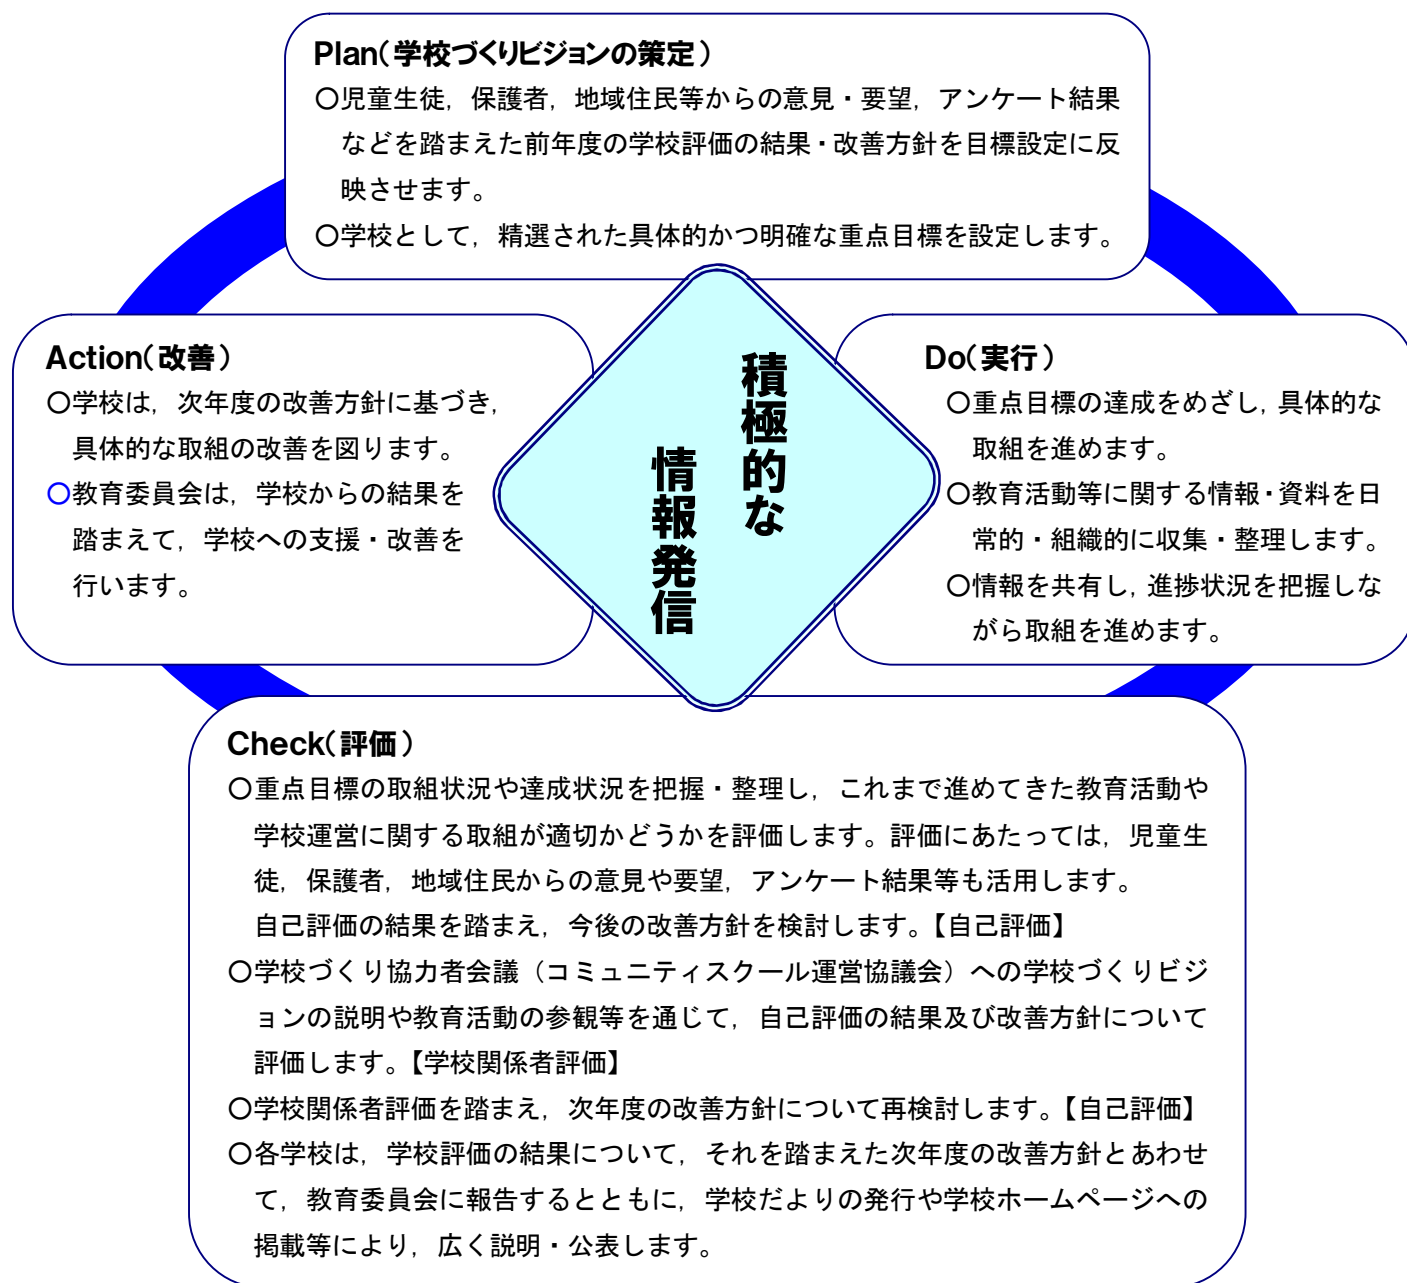 Plan(学校づくりビジョンの策定)
○児童生徒，保護者，地域住民等からの意見・要望，アンケート結果
などを踏まえた前年度の学校評価の結果・改善方針を目標設定に反
映させます。
○学校として，精選された具体的かつ明確な重点目標を設定します。
Action(改善)
○学校は，次年度の改善方針に基づき，
具体的な取組の改善を図ります。
○教育委員会は，学校からの結果を
踏まえて，学校への支援・改善を
行います。
積極的な
情報発信
Do(実行)
○重点目標の達成をめざし，具体的な
取組を進めます。
○教育活動等に関する情報・資料を日
常的・組織的に収集・整理します。
○情報を共有し，進捗状況を把握しな
がら取組を進めます。
Check(評価)
○重点目標の取組状況や達成状況を把握・整理し，これまで進めてきた教育活動や
学校運営に関する取組が適切かどうかを評価します。評価にあたっては，児童生
徒，保護者，地域住民からの意見や要望，アンケート結果等も活用します。
自己評価の結果を踏まえ，今後の改善方針を検討します。【自己評価】
○学校づくり協力者会議（コミュニティスクール運営協議会）への学校づくりビジ
ョンの説明や教育活動の参観等を通じて，自己評価の結果及び改善方針について
評価します。【学校関係者評価】
○学校関係者評価を踏まえ，次年度の改善方針について再検討します。【自己評価】
○各学校は，学校評価の結果について，それを踏まえた次年度の改善方針とあわせ
て，教育委員会に報告するとともに，学校だよりの発行や学校ホームページへの
掲載等により，広く説明・公表します。